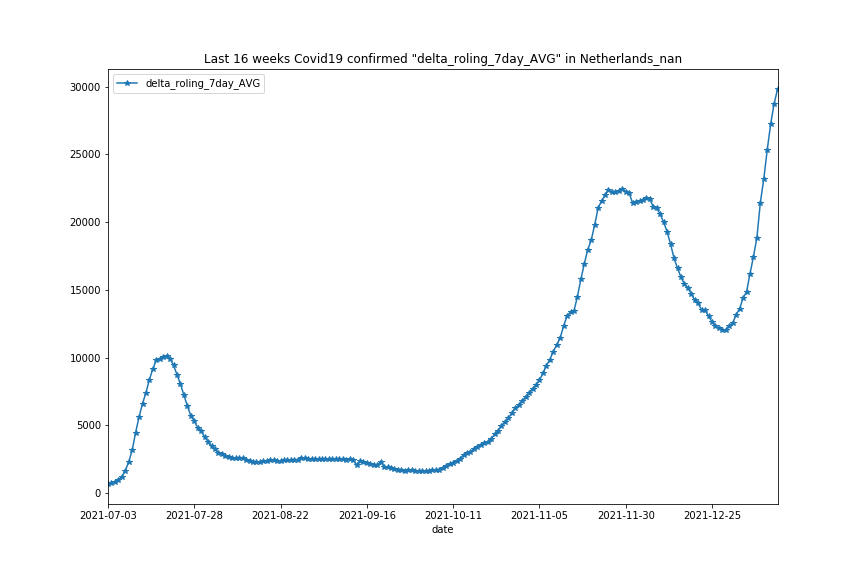 Last 16 weeks Covid19 confirmed "delta_roling_7day_AVG" in Netherlands_nan
delta_roling_7day_AVG
30000
25000
20000
15000
10000
5000
0
2021-07-03 2021-07-28 2021-08-22 2021-09-16 2021-10-11 2021-11-05 2021-11-30 2021-12-25
date